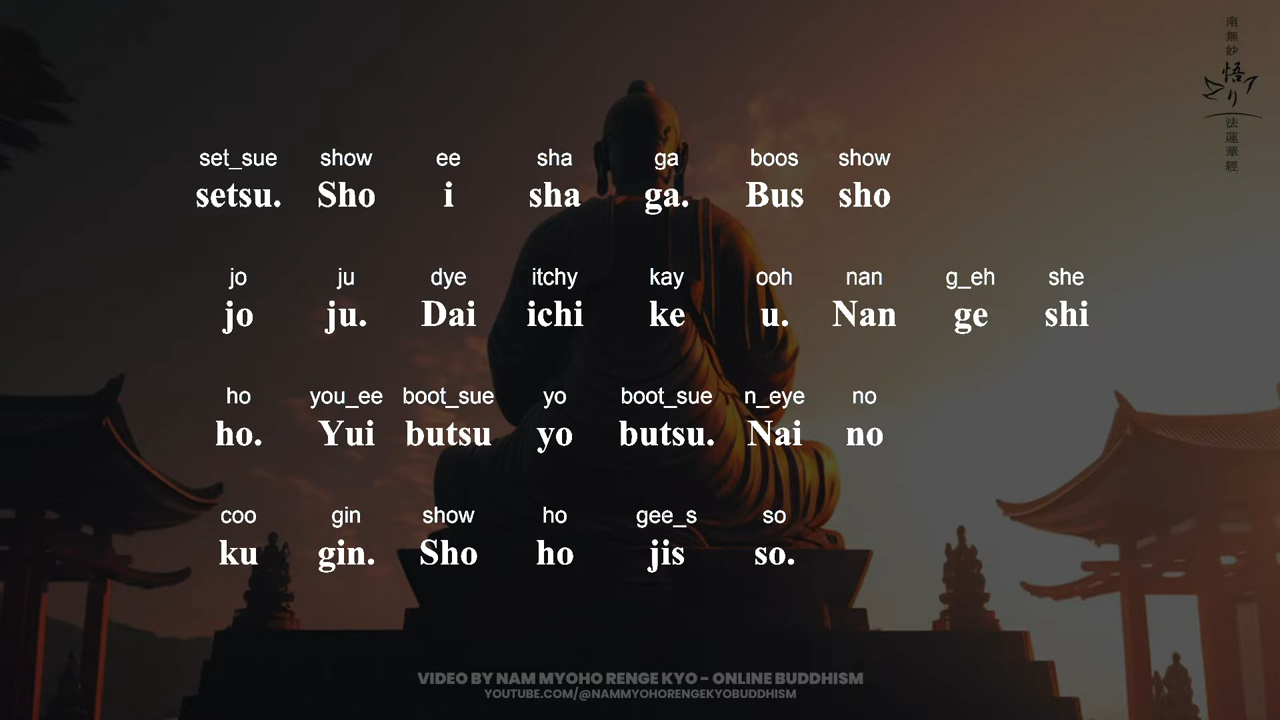 set_sue show ee sha ga boos show
setsu. Sho i sha ga. Bus sho
jo ju dye itchy kay ooh nan g_eh she
jo ju. Dai ichi ke u. Nan ge shi
ho you_ee boot_sue yo boot_sue n_eye no
ho. Yui butsu yo butsu. Nai no
coo gin show ho gee_s so
ku gin. Sho ho jis so.
VIDEO BY NAM MYOHO RENGE KYO - ONLINE BUDDHISM
YOUTUBE.COM/@NAMMYOHORENGEKYOBUDDHISM
南無妙
悟り
法蓮華經